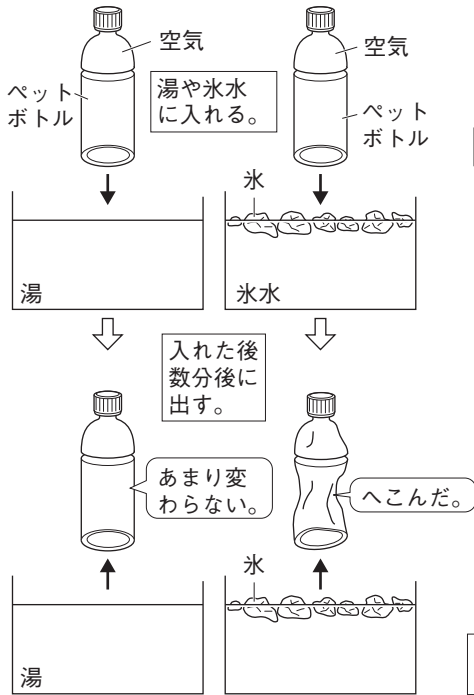 空気
ペット
ボトル
湯や氷水
に入れる。
空気
ペット
ボトル
氷
湯
氷水
入れた後
数分後に
出す。
あまり変
わらない。
へこんだ。
氷
湯